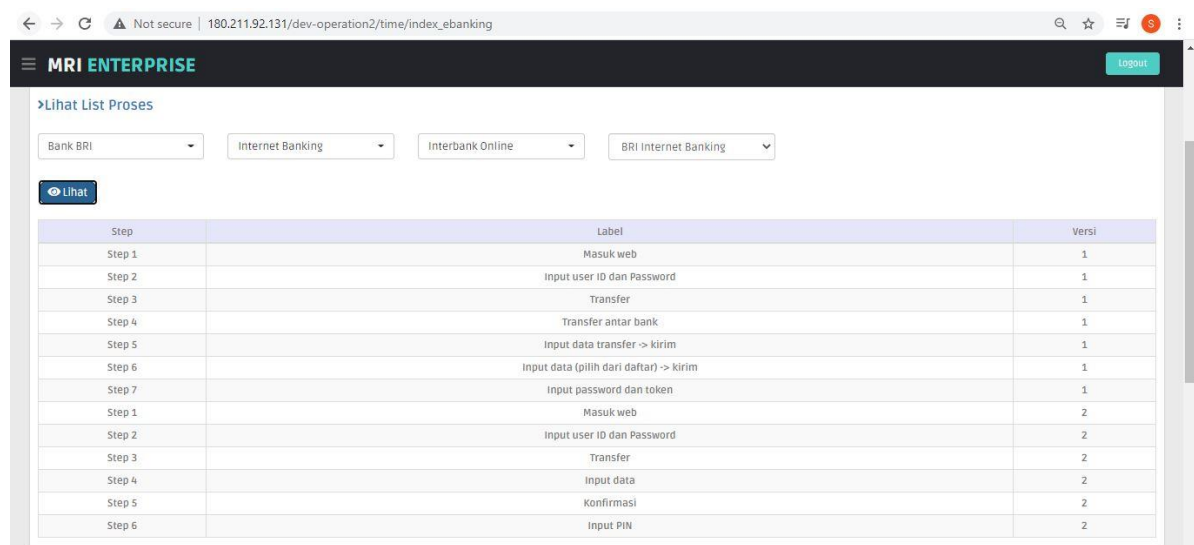 Not secure | 180.211.92.131/dev-operation2/time/index_ebanking
S
MRI ENTERPRISE
Logout
>Lihat List Proses
Bank BRI Internet Banking Interbank Online BRI Internet Banking
Lihat
Step Label Versi
Step 1 Masuk web 1
Step 2 Input user ID dan Password 1
Step 3 Transfer 1
Step 4 Transfer antar bank 1
Step 5 Input data transfer -> kirim 1
Step 6 Input data (pilih dari daftar) -> kirim 1
Step 7 Input password dan token 1
Step 1 Masuk web 2
Step 2 Input user ID dan Password 2
Step 3 Transfer 2
Step 4 Input data 2
Step 5 Konfirmasi 2
Step 6 Input PIN 2